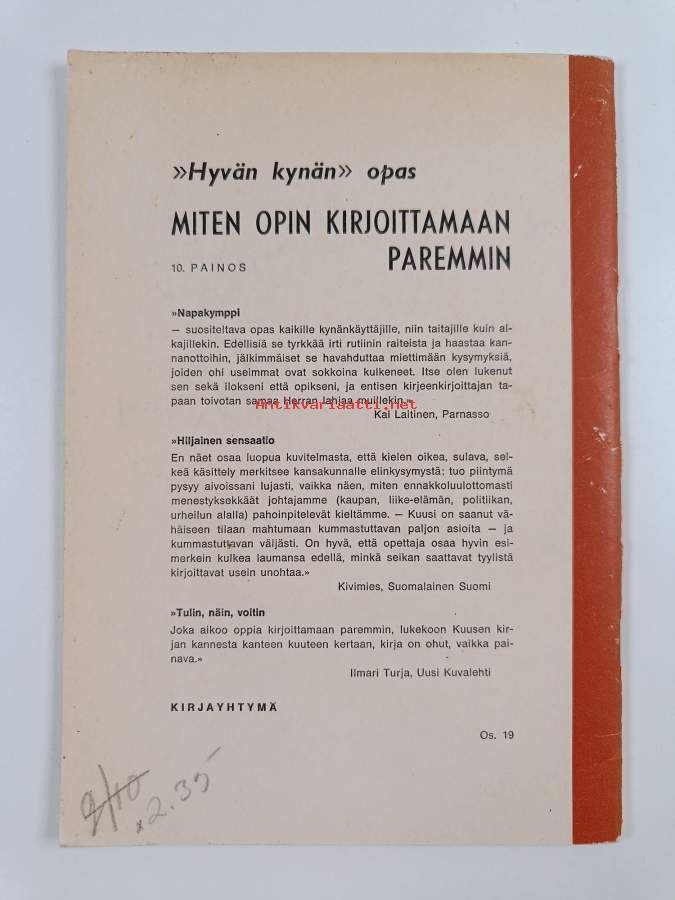 »Hyvän kynän» opas
MITEN OPIN KIRJOITTAMAAN
PAREMMIN
10. PAINOS
»Napakymppi
— suositeltava opas kaikille kynänkäyttäjille, niin taitajille kuin al-
kajillekin. Edellisiä se tyrkkää irti rutiinin raiteista ja haastaa kan-
nanottoihin, jälkimmäiset se havahduttaa miettimään kysymyksiä,
joiden ohi useimmat ovat sokkoina kulkeneet. Itse olen lukenut
sen sekä ilokseni että opikseni, ja entisen kirjeenkirjoittajan ta-
paan toivotan samaa Herran lahjaa muillekin.»
Antikvariaatti.net
Kai Laitinen, Parnasso
»Hiljainen sensaatio
En näet osaa luopua kuvitelmasta, että kielen oikea, sulava, sel-
keä käsittely merkitsee kansakunnalle elinkysymystä; tuo piintymä
pysyy aivoissani lujasti, vaikka näen, miten ennakkoluulottomasti
menestyksekkäät johtajamme (kaupan, liike-elämän, politiikan,
urheilun alalla) pahoinpitelevät kieltämme. — Kuusi on saanut vä-
häiseen tilaan mahtumaan kummastuttavan paljon asioita — ja
kummastuttavan väljästi. On hyvä, että opettaja osaa hyvin esi-
merkein kulkea laumansa edellä, minkä seikan saattavat tyylistä
kirjoittavat usein unohtaa.»
Kivimies, Suomalainen Suomi
»Tulin, näin, voitin
Joka aikoo oppia kirjoittamaan paremmin, lukekoon Kuusen kir-
jan kannesta kanteen kuuteen kertaan, kirja on ohut, vaikka pai-
nava.»
Ilmari Turja, Uusi Kuvalehti
KIRJAYHTYMÄ
Os. 19
x 2.35